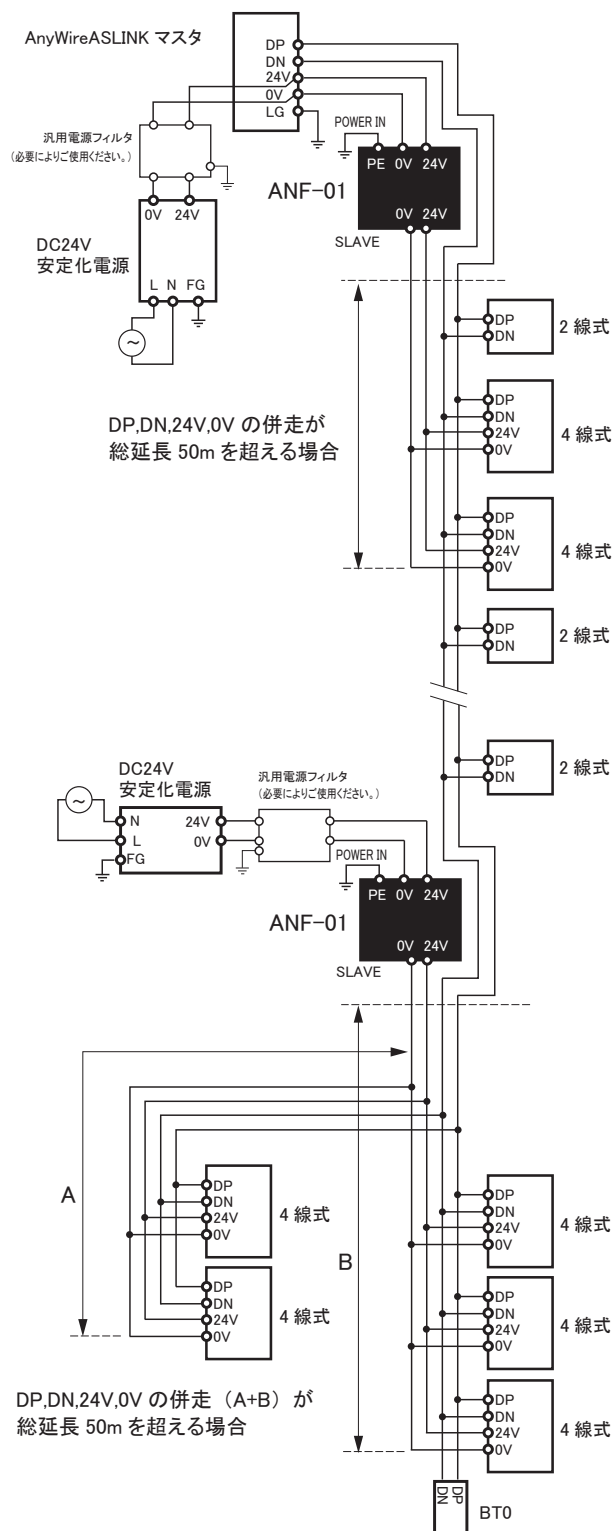 AnyWireASLINK マスタ
DP
DN
24V
0V
LG
汎用電源フィルタ
(必要によりご使用ください。)
0V 24V
DC24V
安定化電源
L N FG
POWER IN
PE 0V 24V
ANF-01
0V 24V
SLAVE
DP
DN
2 線式
DP,DN,24V,0V の併走が
総延長 50m を超える場合
DP
DN
24V
0V
4 線式
DP
DN
24V
0V
4 線式
DP
DN
2 線式
DP
DN
2 線式
DC24V
安定化電源
N
L
FG
24V
0V
汎用電源フィルタ
(必要によりご使用ください。)
POWER IN
PE 0V 24V
ANF-01
0V 24V
SLAVE
A
B
DP
DN
24V
0V
4 線式
DP
DN
24V
0V
4 線式
DP,DN,24V,0V の併走（A+B）が
総延長 50m を超える場合
DP
DN
24V
0V
4 線式
DP
DN
24V
0V
4 線式
DP
DN
24V
0V
4 線式
DN
DP
BT0